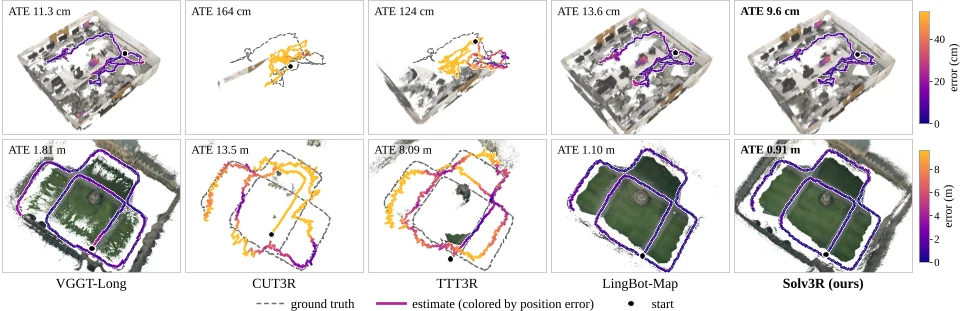 ATE 11.3 cm
ATE 164 cm
ATE 124 cm
ATE 13.6 cm
ATE 9.6 cm
40
20
0
error (cm)
ATE 1.81 m
ATE 13.5 m
ATE 8.09 m
ATE 1.10 m
ATE 0.91 m
8
6
4
2
0
error (m)
VGGT-Long
CUT3R
TTT3R
LingBot-Map
Solv3R (ours)
ground truth
estimate (colored by position error)
start